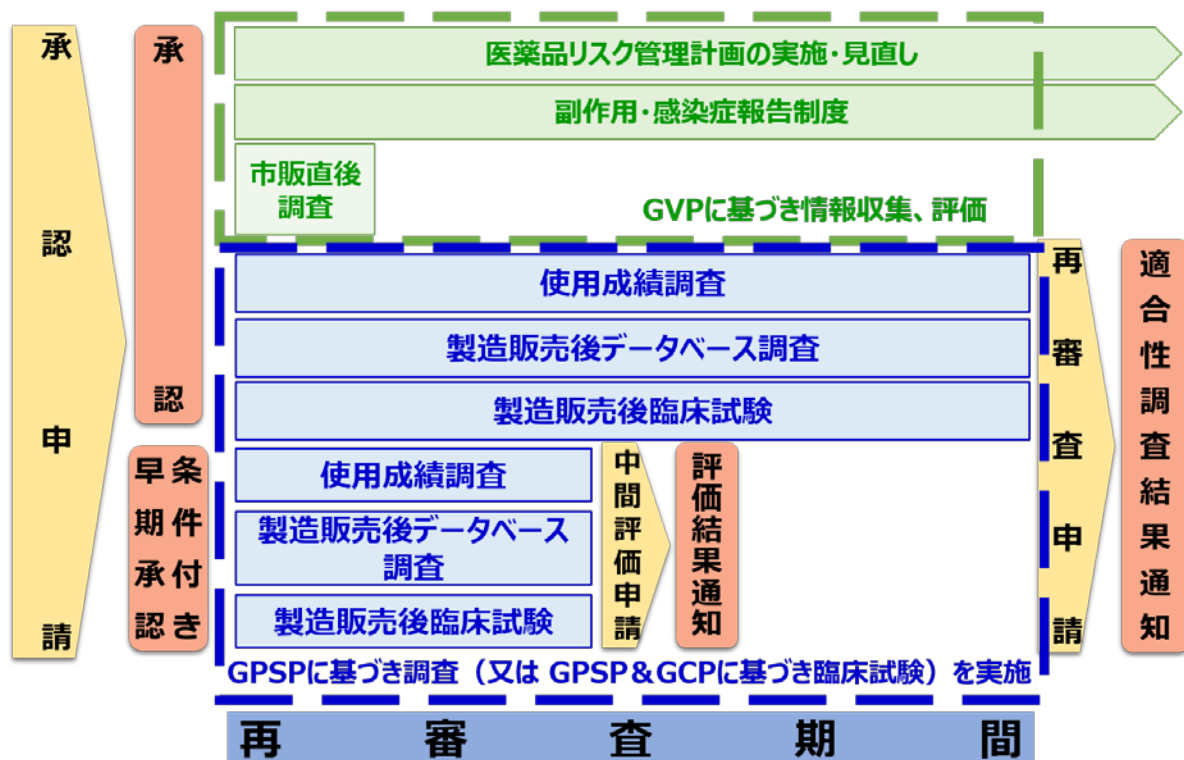 承認申請
承認
条件付き
早期承認
医薬品リスク管理計画の実施・見直し
副作用・感染症報告制度
市販直後
調査
GVPに基づき情報収集、評価
使用成績調査
製造販売後データベース調査
製造販売後臨床試験
使用成績調査
製造販売後データベース
調査
製造販売後臨床試験
中間評価申請
評価結果通知
GPSPに基づき調査（又は GPSP＆GCPに基づき臨床試験）を実施
再審査申請
適合性調査結果通知
再審査期間